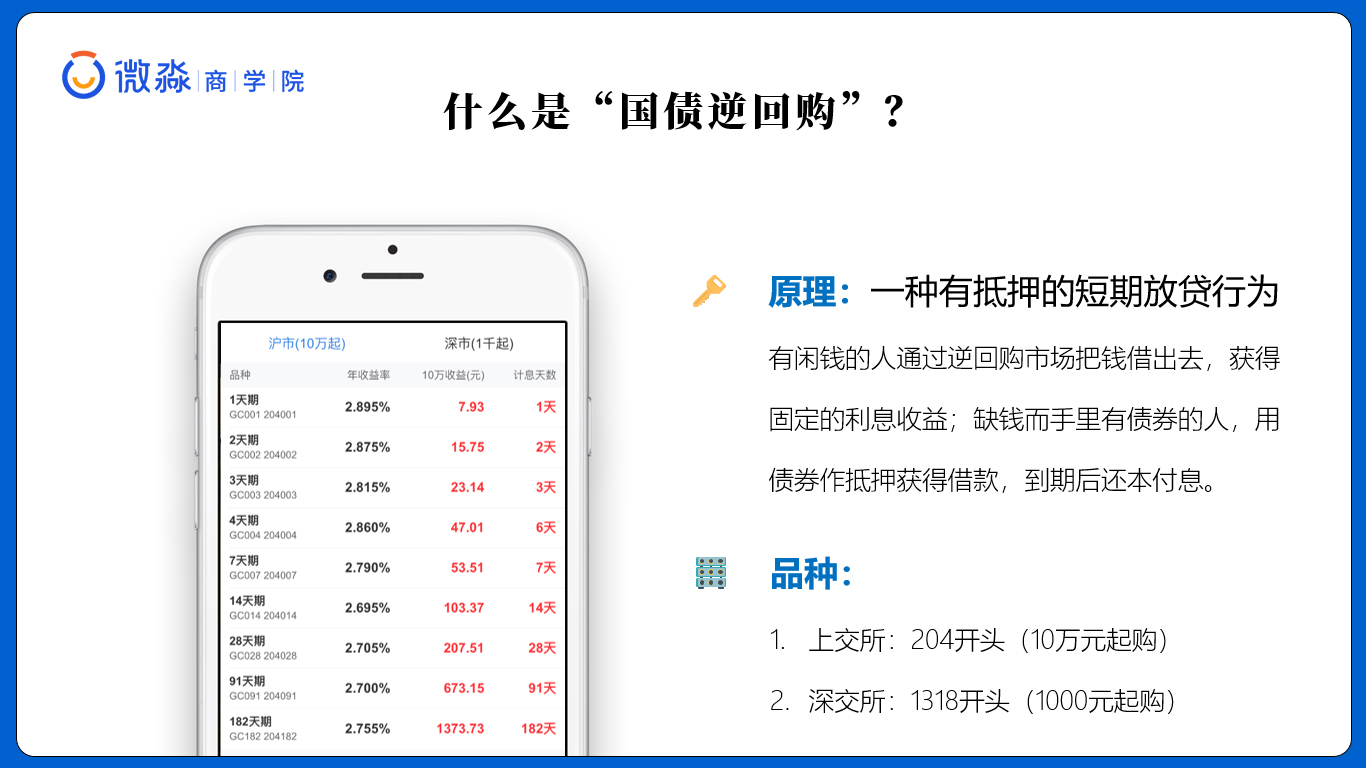 微淼 商学院
什么是“国债逆回购”？
沪市(10万起) 深市(1千起)
品种 年收益率 10万收益(元) 计息天数
1天期
GC001 204001 2.895% 7.93 1天
2天期
GC002 204002 2.875% 15.75 2天
3天期
GC003 204003 2.815% 23.14 3天
4天期
GC004 204004 2.860% 47.01 6天
7天期
GC007 204007 2.790% 53.51 7天
14天期
GC014 204014 2.695% 103.37 14天
28天期
GC028 204028 2.705% 207.51 28天
91天期
GC091 204091 2.700% 673.15 91天
182天期
GC182 204182 2.755% 1373.73 182天
原理：一种有抵押的短期放贷行为
有闲钱的人通过逆回购市场把钱借出去，获得
固定的利息收益；缺钱而手里有债券的人，用
债券作抵押获得借款，到期后还本付息。
品种：
1. 上交所：204开头（10万元起购）
2. 深交所：1318开头（1000元起购）